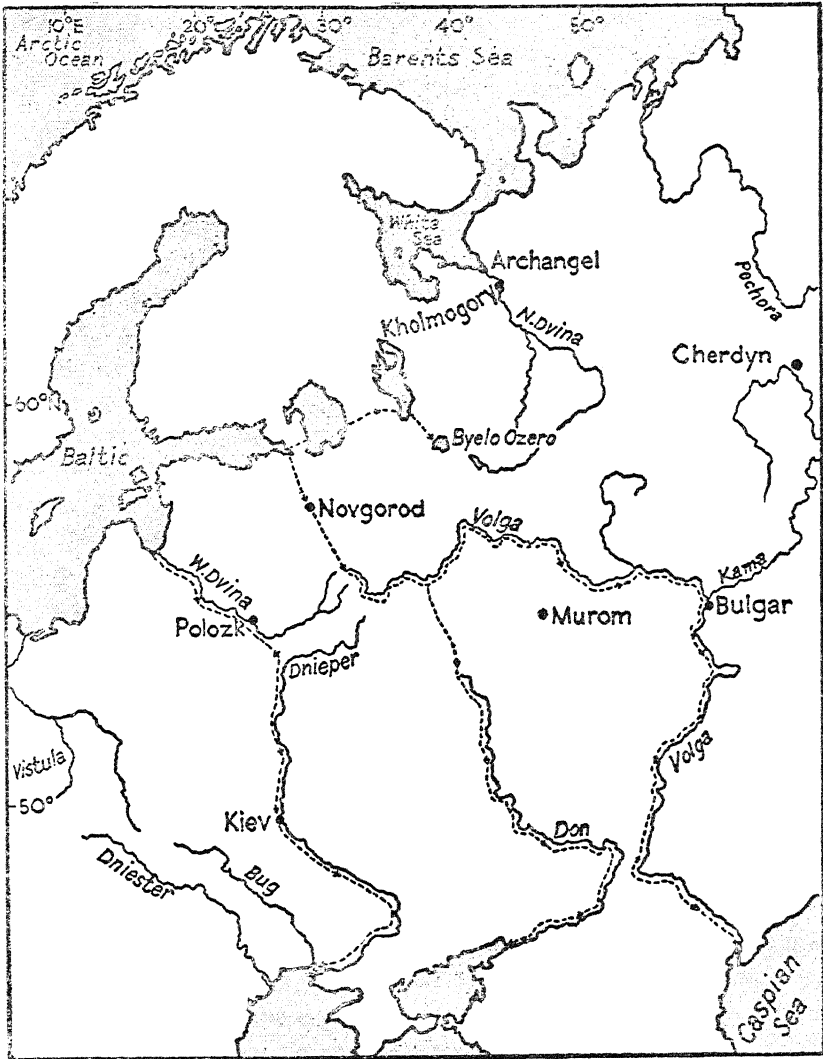 10°E 20° 30° 40° 50°
Arctic
Ocean
Barents Sea
White
Sea
Archangel
Kholmogory
N.Dvina
Pechora
Cherdyn
60°N
Byelo Ozero
Baltic
Novgorod
Volga
W.Dvina
Kama
Bulgar
Polozk
Murom
Dnieper
Vistula
Volga
50°
Kiev
Don
Dniester
Bug
Caspian
Sea